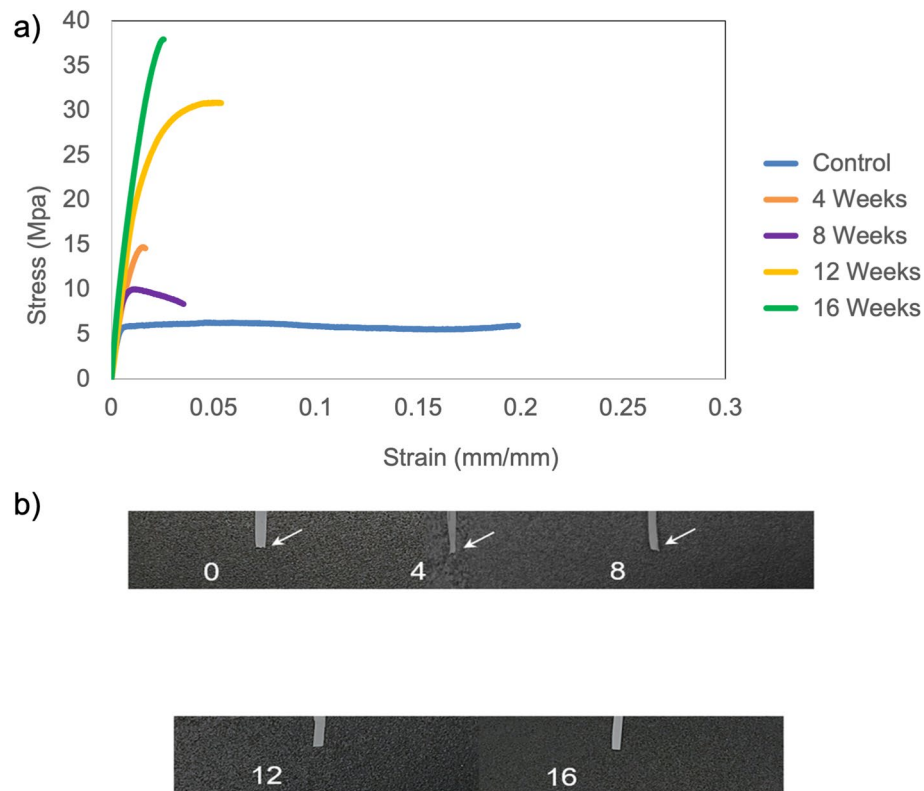 a)
40
35
30
25
20
15
10
5
0
Stress (Mpa)
0 0.05 0.1 0.15 0.2 0.25 0.3
Strain (mm/mm)
Control
4 Weeks
8 Weeks
12 Weeks
16 Weeks
b)
0 4 8
12 16